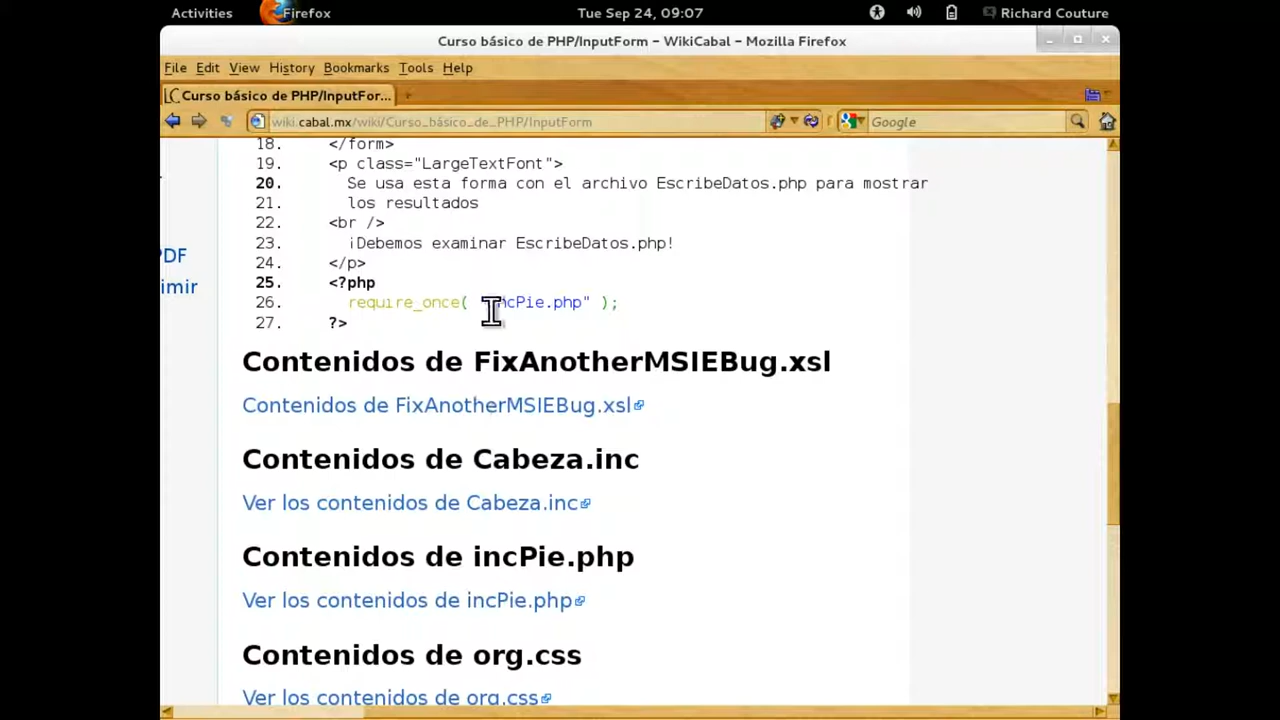 Activities Firefox Tue Sep 24, 09:07 Richard Couture
Curso básico de PHP/InputForm – WikiCabal – Mozilla Firefox
File Edit View History Bookmarks Tools Help
Curso básico de PHP/InputFor...
wiki.cabal.mx/wiki/Curso_básico_de_PHP/InputForm Google
18. </form>
19. <p class="LargeTextFont">
20. Se usa esta forma con el archivo EscribeDatos.php para mostrar
21. los resultados
22. <br />
23. ¡Debemos examinar EscribeDatos.php!
24. </p>
25. <?php
26. require_once( "incPie.php" );
27. ?>
PDF
imir
Contenidos de FixAnotherMSIEBug.xsl
Contenidos de FixAnotherMSIEBug.xsl
Contenidos de Cabeza.inc
Ver los contenidos de Cabeza.inc
Contenidos de incPie.php
Ver los contenidos de incPie.php
Contenidos de org.css
Ver los contenidos de org.css